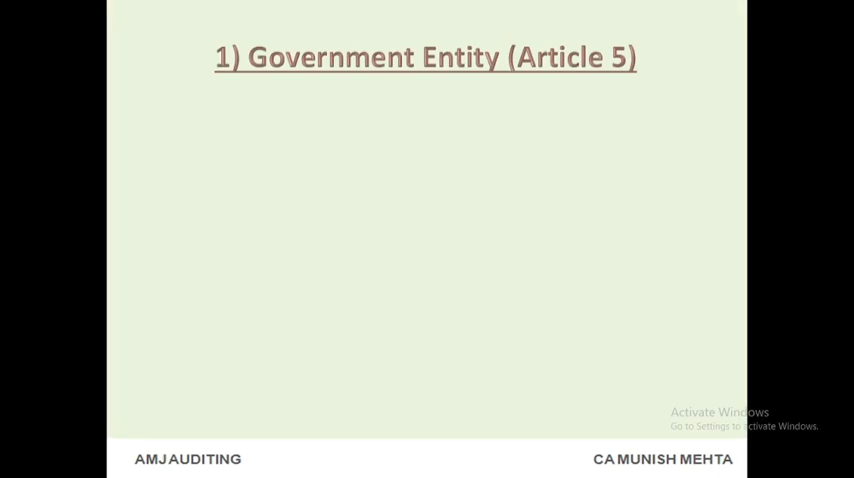 1) Government Entity (Article 5)
Activate Windows
Go to Settings to activate Windows.
AMJ AUDITING
CA MUNISH MEHTA